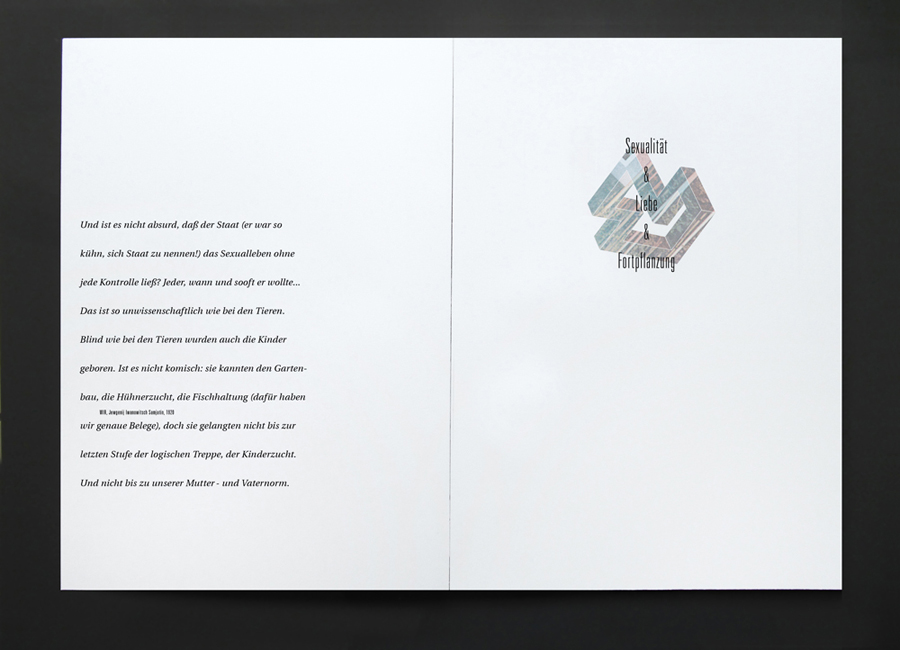 Und ist es nicht absurd, daß der Staat (er war so
kühn, sich Staat zu nennen!) das Sexualleben ohne
jede Kontrolle ließ? Jeder, wann und sooft er wollte...
Das ist so unwissenschaftlich wie bei den Tieren.
Blind wie bei den Tieren wurden auch die Kinder
geboren. Ist es nicht komisch: sie kannten den Garten-
bau, die Hühnerzucht, die Fischhaltung (dafür haben
WIR, Jewgenij Iwanowitsch Samjatin, 1920
wir genaue Belege), doch sie gelangten nicht bis zur
letzten Stufe der logischen Treppe, der Kinderzucht.
Und nicht bis zu unserer Mutter- und Vaternorm.
Sexualität
&
Liebe
&
Fortpflanzung